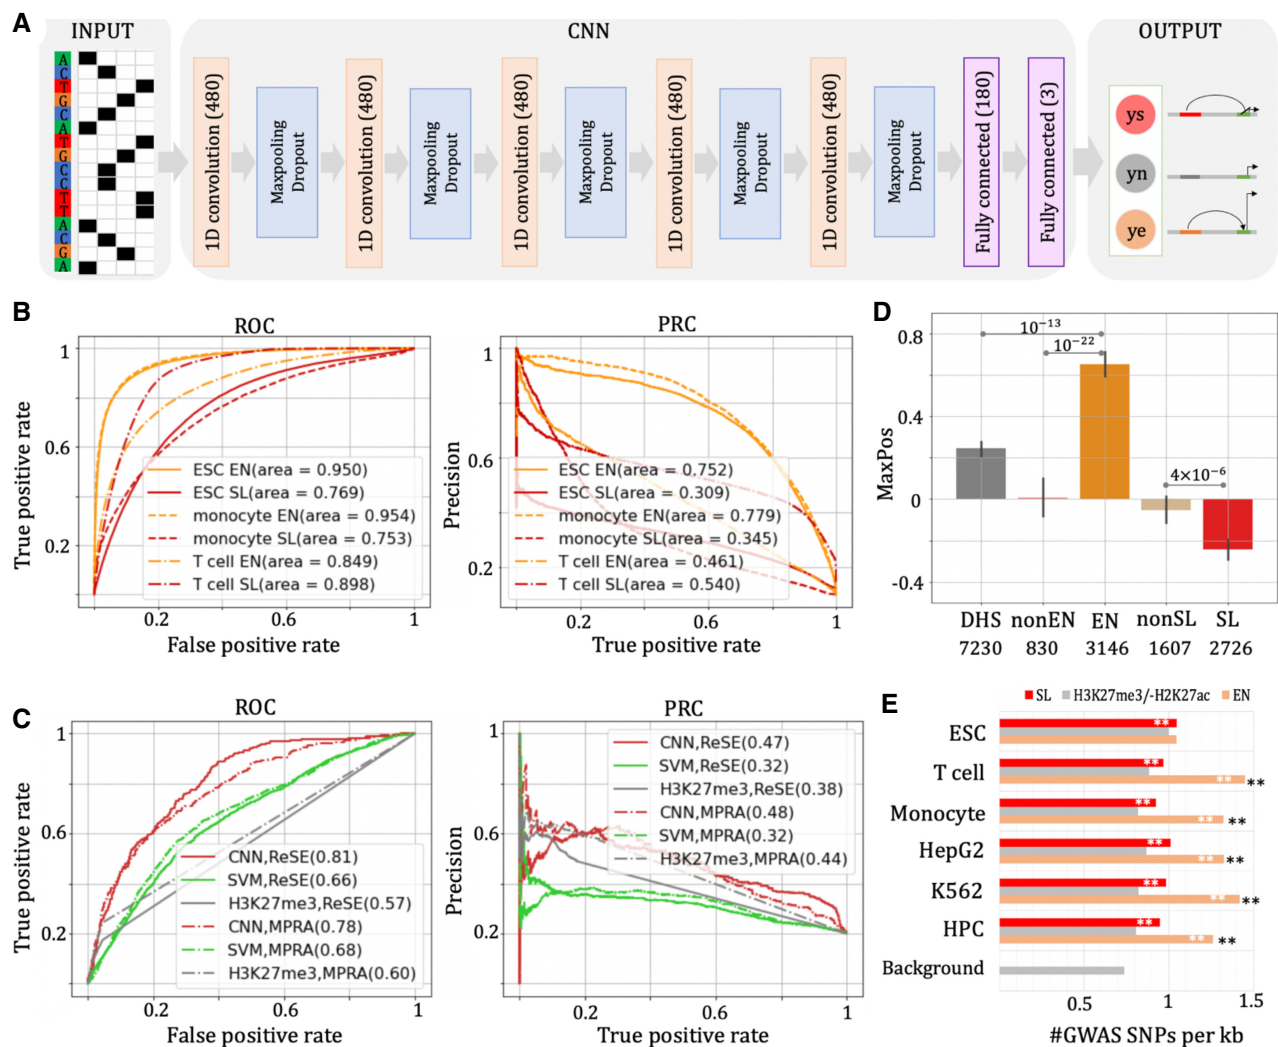 A
INPUT
CNN
OUTPUT
A
C
T
G
C
A
T
G
C
C
T
T
A
C
G
A
1D convolution (480)
Maxpooling
Dropout
1D convolution (480)
Maxpooling
Dropout
1D convolution (480)
Maxpooling
Dropout
1D convolution (480)
Maxpooling
Dropout
1D convolution (480)
Maxpooling
Dropout
Fully connected (180)
Fully connected (3)
ys
yn
ye
B
ROC
True positive rate
1
0.6
0.2
ESC EN(area = 0.950)
ESC SL(area = 0.769)
monocyte EN(area = 0.954)
monocyte SL(area = 0.753)
T cell EN(area = 0.849)
T cell SL(area = 0.898)
0.2
0.6
1
False positive rate
PRC
Precision
1
0.6
0.2
ESC EN(area = 0.752)
ESC SL(area = 0.309)
monocyte EN(area = 0.779)
monocyte SL(area = 0.345)
T cell EN(area = 0.461)
T cell SL(area = 0.540)
0.2
0.6
1
True positive rate
D
MaxPos
0.8
0.4
0
-0.4
10⁻¹³
10⁻²²
4×10⁻⁶
DHS nonEN EN nonSL SL
7230 830 3146 1607 2726
C
ROC
True positive rate
1
0.6
0.2
CNN,ReSE(0.81)
SVM,ReSE(0.66)
H3K27me3,ReSE(0.57)
CNN,MPRA(0.78)
SVM,MPRA(0.68)
H3K27me3,MPRA(0.60)
0.2
0.6
1
False positive rate
PRC
Precision
1
0.6
0.2
CNN,ReSE(0.47)
SVM,ReSE(0.32)
H3K27me3,ReSE(0.38)
CNN,MPRA(0.48)
SVM,MPRA(0.32)
H3K27me3,MPRA(0.44)
0.2
0.6
1
True positive rate
E
SL H3K27me3/-H2K27ac EN
ESC **
T cell ** ** **
Monocyte ** ** **
HepG2 ** ** **
K562 ** ** **
HPC ** ** **
Background
0.5
1
1.5
#GWAS SNPs per kb